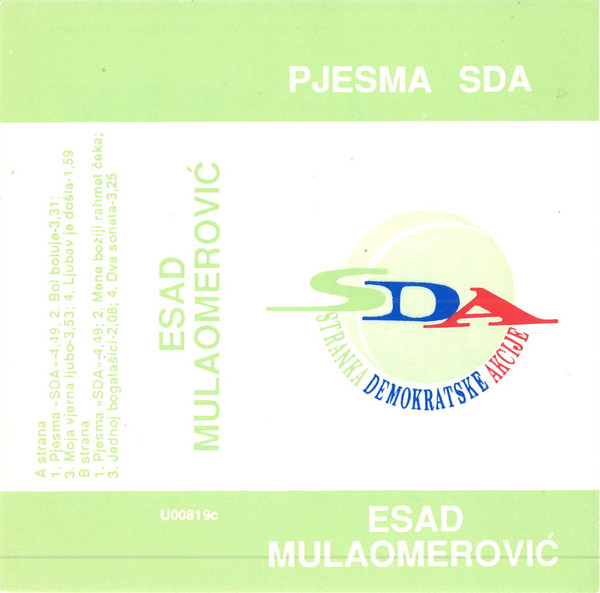 PJESMA SDA
A strana
1. Pjesma »SDA«-4,49; 2. Bol boluje-3,31;
3. Moja vjerna ljubo-3,53; 4. Ljubav je došla-1,59
B strana
1. Pjesma »SDA«-4,49; 2. Mene božiji rahmet čeka;
3. Jednoj bogatašici-2,08; 4. Dva soneta-3,25
ESAD
MULAOMEROVIĆ
SDA
STRANKA DEMOKRATSKE AKCIJE
U00819c
ESAD
MULAOMEROVIĆ